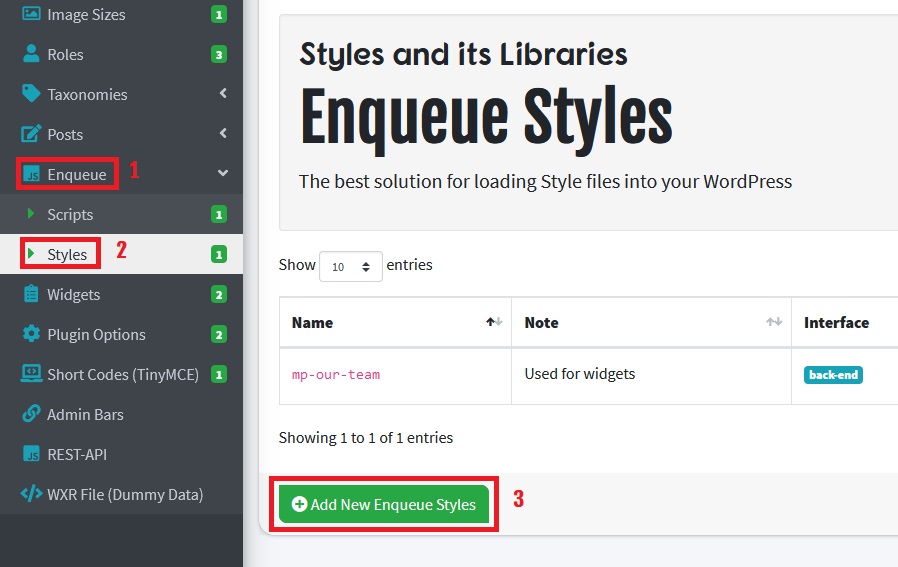 Image Sizes 1
Roles 3
Taxonomies
Posts
JS Enqueue 1
Scripts 1
Styles 1 2
Widgets 2
Plugin Options 2
Short Codes (TinyMCE) 1
Admin Bars
JS REST-API
WXR File (Dummy Data)
Styles and its Libraries
Enqueue Styles
The best solution for loading Style files into your WordPress
Show 10 entries
Name Note Interface
mp-our-team Used for widgets back-end
Showing 1 to 1 of 1 entries
Add New Enqueue Styles 3